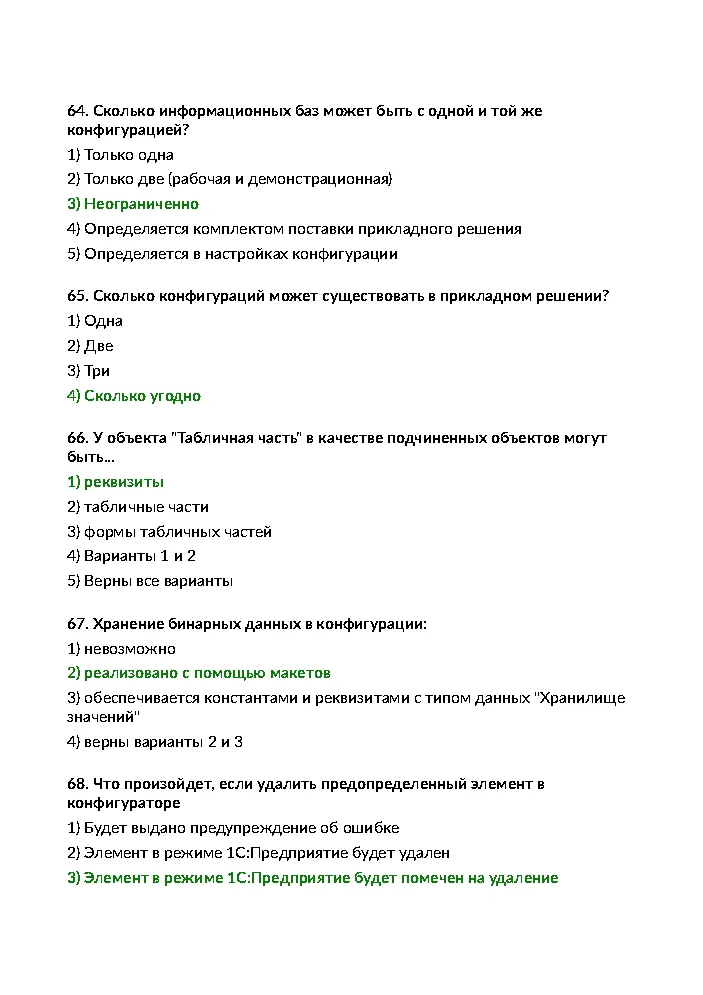 64. Сколько информационных баз может быть с одной и той же
конфигурацией?
1) Только одна
2) Только две (рабочая и демонстрационная)
3) Неограниченно
4) Определяется комплектом поставки прикладного решения
5) Определяется в настройках конфигурации
65. Сколько конфигураций может существовать в прикладном решении?
1) Одна
2) Две
3) Три
4) Сколько угодно
66. У объекта "Табличная часть" в качестве подчиненных объектов могут
быть...
1) реквизиты
2) табличные части
3) формы табличных частей
4) Варианты 1 и 2
5) Верны все варианты
67. Хранение бинарных данных в конфигурации:
1) невозможно
2) реализовано с помощью макетов
3) обеспечивается константами и реквизитами с типом данных "Хранилище
значений"
4) верны варианты 2 и 3
68. Что произойдет, если удалить предопределенный элемент в
конфигураторе
1) Будет выдано предупреждение об ошибке
2) Элемент в режиме 1С:Предприятие будет удален
3) Элемент в режиме 1С:Предприятие будет помечен на удаление